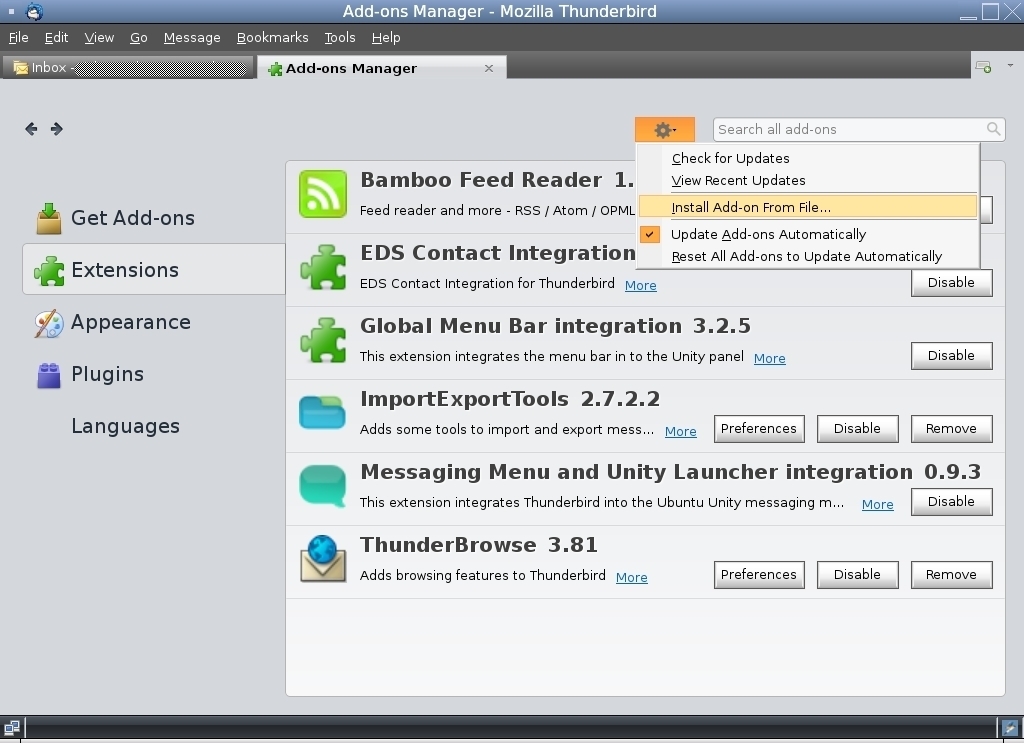 Add-ons Manager - Mozilla Thunderbird
File Edit View Go Message Bookmarks Tools Help
Inbox - Add-ons Manager
Search all add-ons
Check for Updates
View Recent Updates
Install Add-on From File...
Update Add-ons Automatically
Reset All Add-ons to Update Automatically
Get Add-ons
Extensions
Appearance
Plugins
Languages
Bamboo Feed Reader 1.
Feed reader and more - RSS / Atom / OPML
EDS Contact Integration
EDS Contact Integration for Thunderbird More Disable
Global Menu Bar integration 3.2.5
This extension integrates the menu bar in to the Unity panel More Disable
ImportExportTools 2.7.2.2
Adds some tools to import and export mess... More Preferences Disable Remove
Messaging Menu and Unity Launcher integration 0.9.3
This extension integrates Thunderbird into the Ubuntu Unity messaging m... More Disable
ThunderBrowse 3.81
Adds browsing features to Thunderbird More Preferences Disable Remove